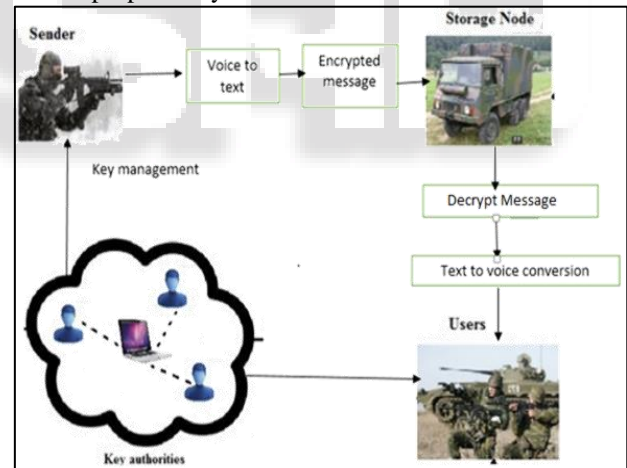 Sender
Storage Node
Voice to
text
Encrypted
message
Key management
Decrypt Message
Text to voice conversion
Users
Key authorities